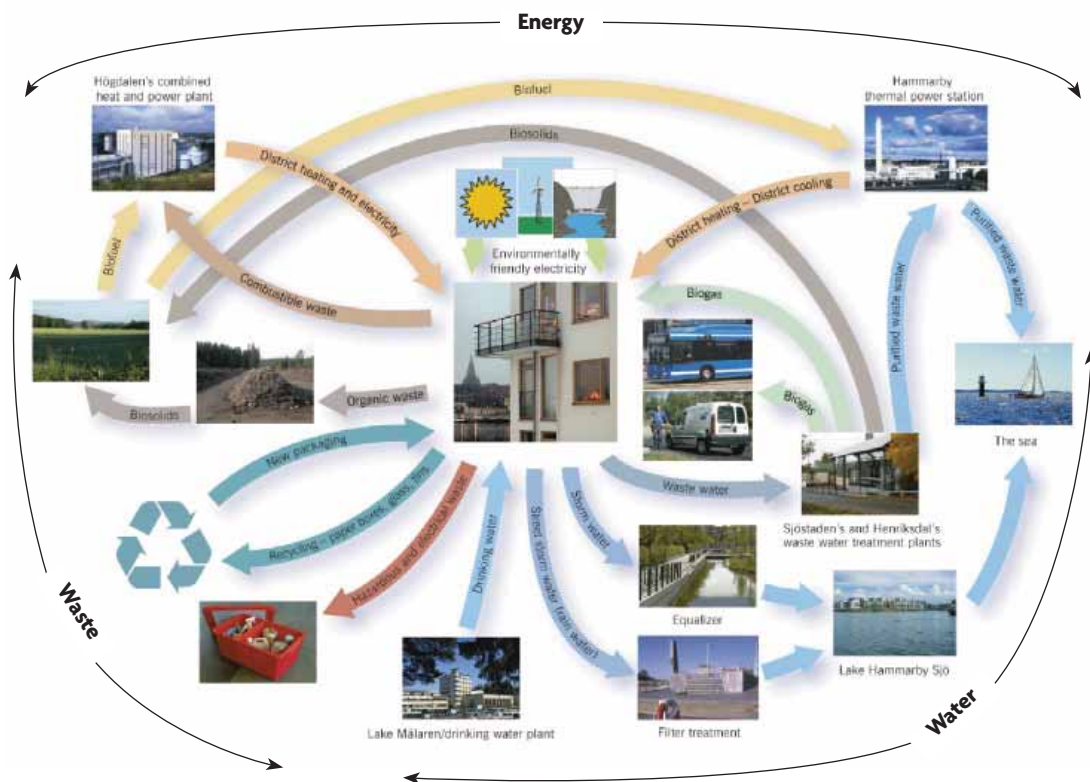 Energy
Högdalen's combined
heat and power plant
Hammarby
thermal power station
Biofuel
Biosolids
District heating and electricity
District heating – District cooling
Environmentally
friendly electricity
Biofuel
Combustible waste
Biogas
Purified waste water
Purified waste water
Organic waste
Biosolids
Biogas
The sea
New packaging
Waste water
Sjöstaden's and Henriksdal's
waste water treatment plants
Recycling – paper boxes, glass, tins
Hazardous and electrical waste
Drinking water
Street storm water (rain water)
Storm water
Equalizer
Lake Hammarby Sjö
Waste
Water
Lake Mälaren/drinking water plant
Filter treatment